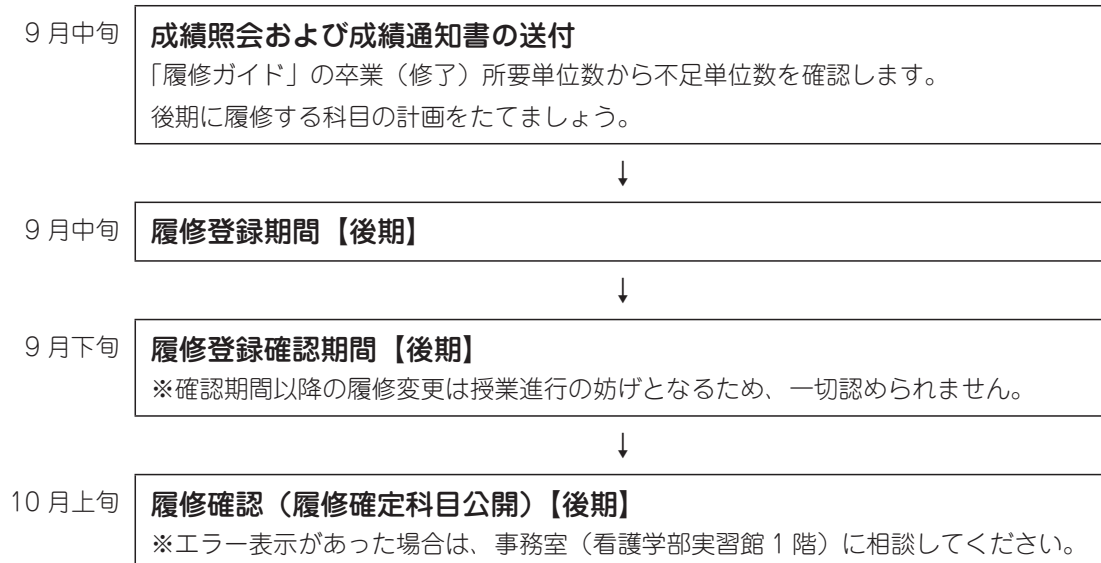 9月中旬 成績照会および成績通知書の送付
「履修ガイド」の卒業（修了）所要単位数から不足単位数を確認します。
後期に履修する科目の計画をたてましょう。
↓
9月中旬 履修登録期間【後期】
↓
9月下旬 履修登録確認期間【後期】
※確認期間以降の履修変更は授業進行の妨げとなるため、一切認められません。
↓
10月上旬 履修確認（履修確定科目公開）【後期】
※エラー表示があった場合は、事務室（看護学部実習館1階）に相談してください。